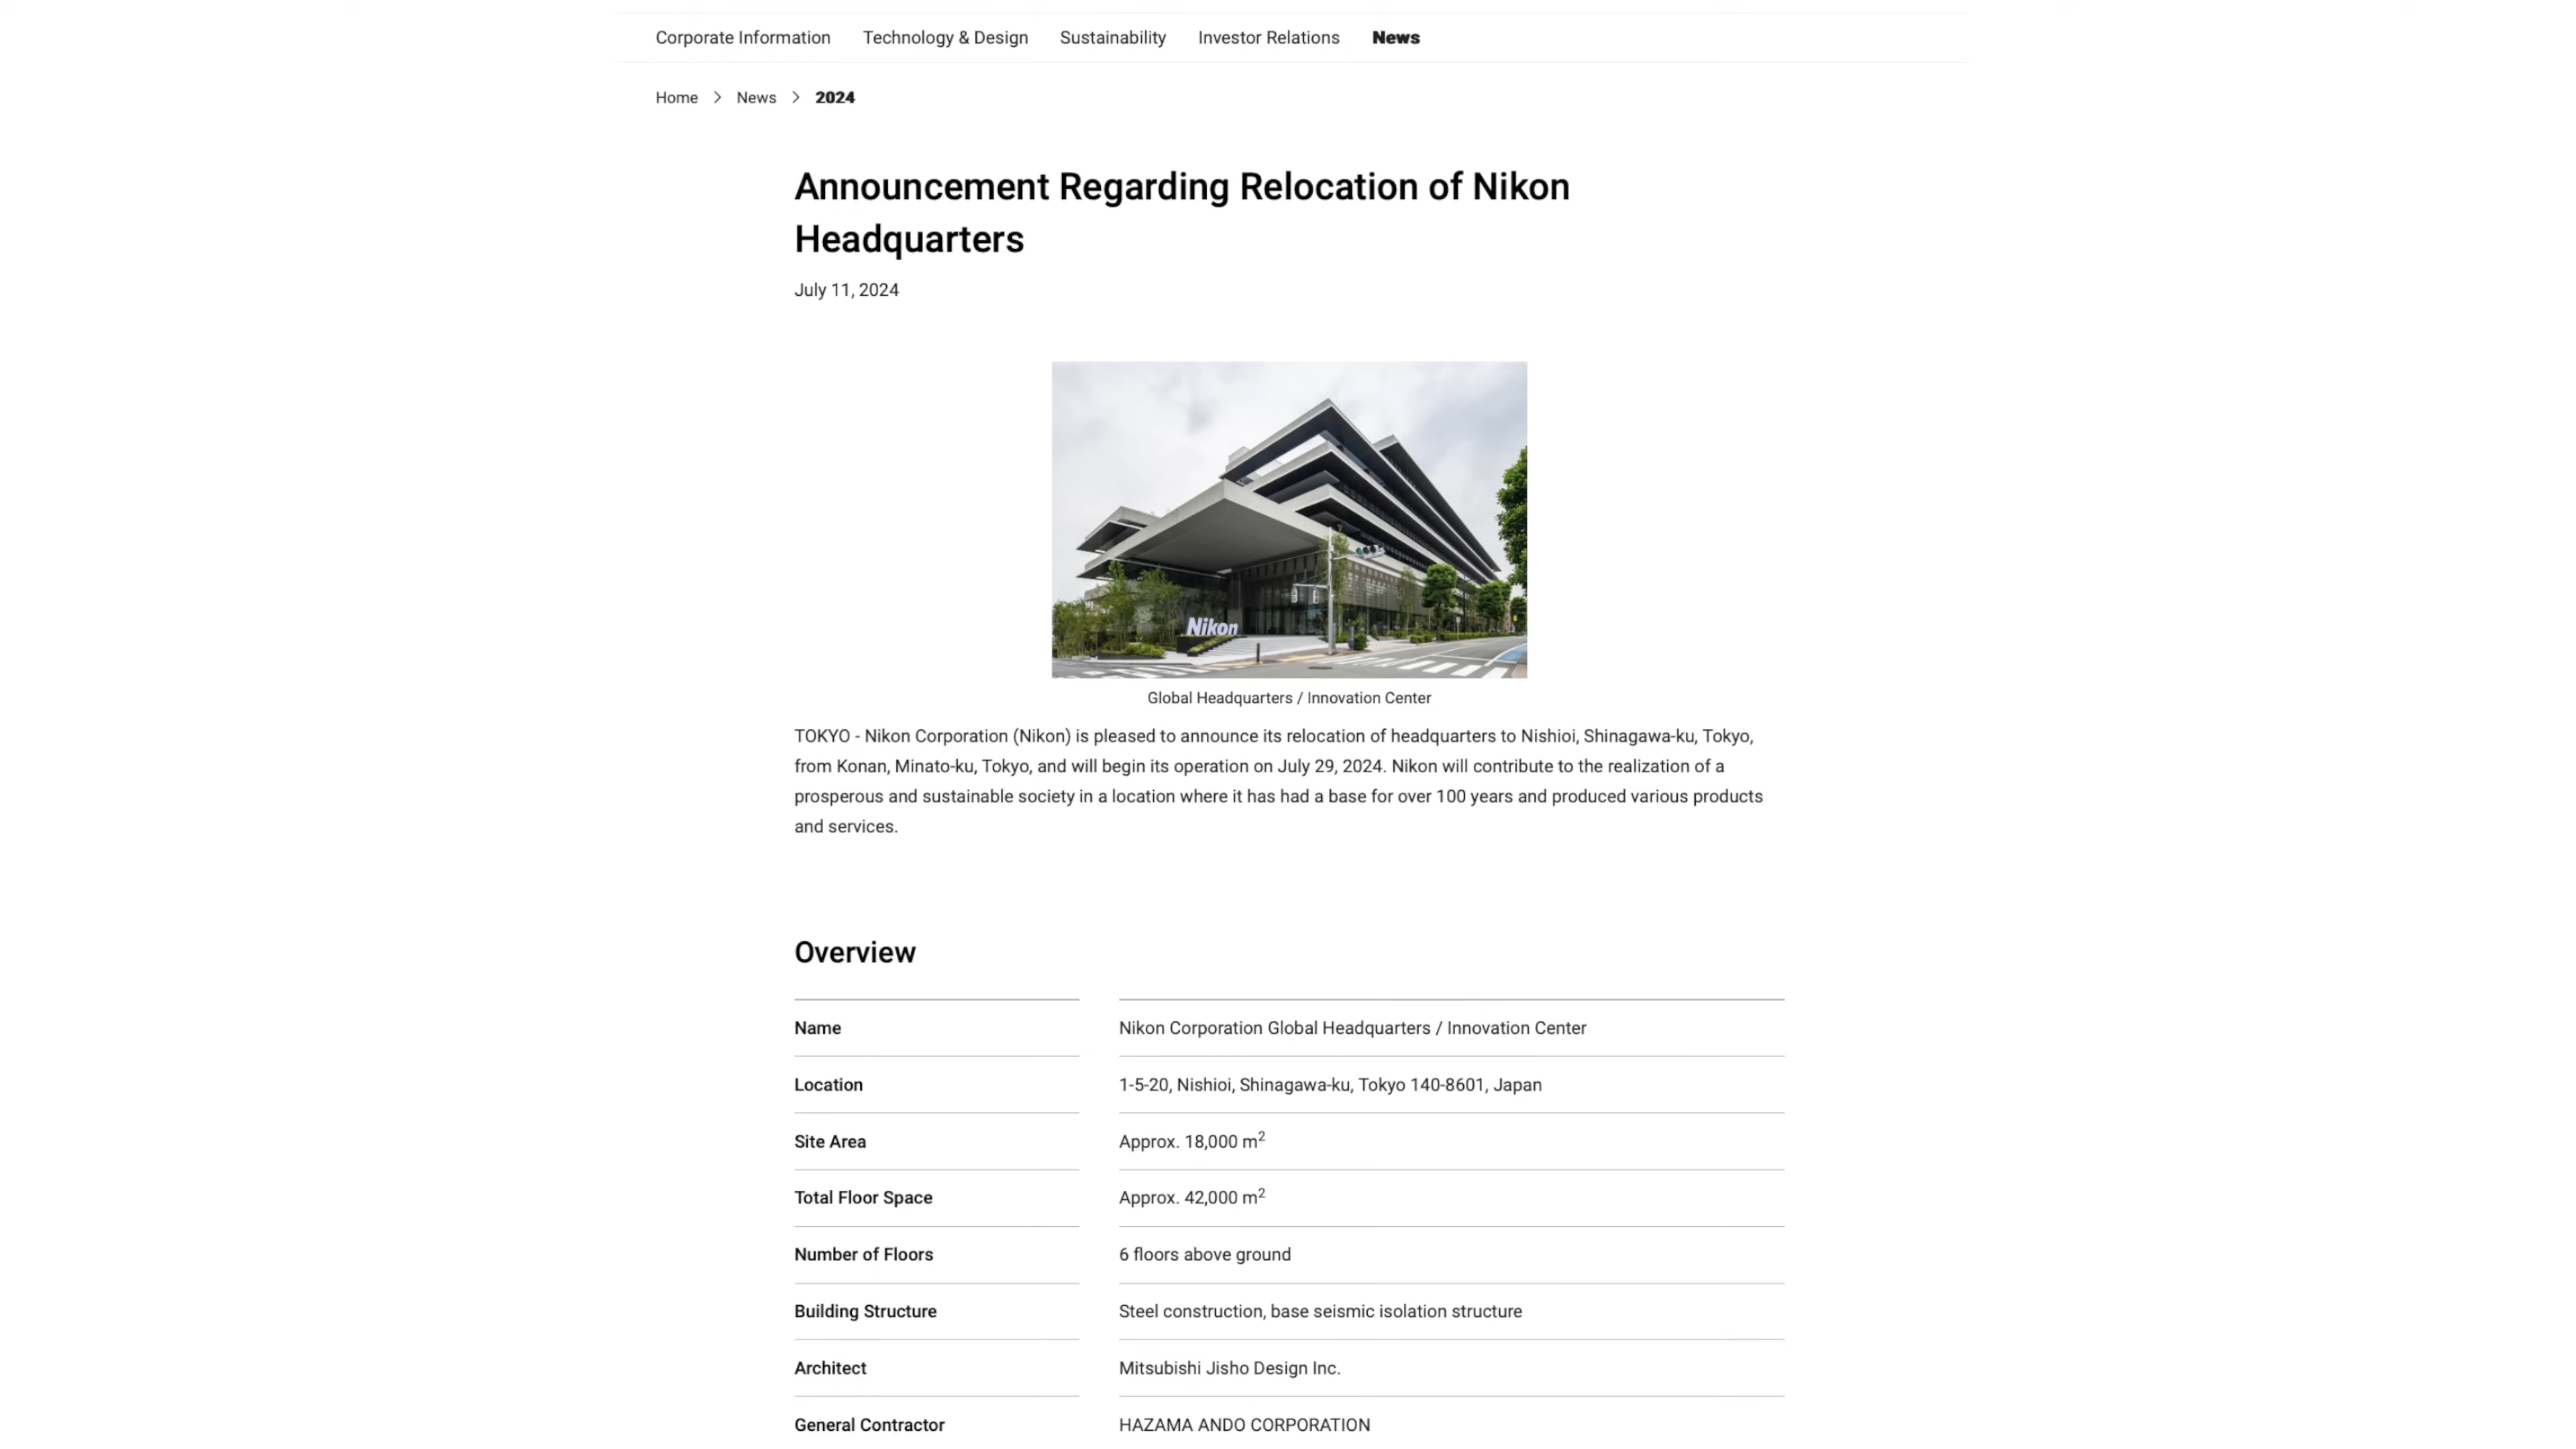 Corporate Information Technology & Design Sustainability Investor Relations News
Home > News > 2024
Announcement Regarding Relocation of Nikon
Headquarters
July 11, 2024
Nikon
Global Headquarters / Innovation Center
TOKYO - Nikon Corporation (Nikon) is pleased to announce its relocation of headquarters to Nishioi, Shinagawa-ku, Tokyo,
from Konan, Minato-ku, Tokyo, and will begin its operation on July 29, 2024. Nikon will contribute to the realization of a
prosperous and sustainable society in a location where it has had a base for over 100 years and produced various products
and services.
Overview
Name Nikon Corporation Global Headquarters / Innovation Center
Location 1-5-20, Nishioi, Shinagawa-ku, Tokyo 140-8601, Japan
Site Area Approx. 18,000 m²
Total Floor Space Approx. 42,000 m²
Number of Floors 6 floors above ground
Building Structure Steel construction, base seismic isolation structure
Architect Mitsubishi Jisho Design Inc.
General Contractor HAZAMA ANDO CORPORATION